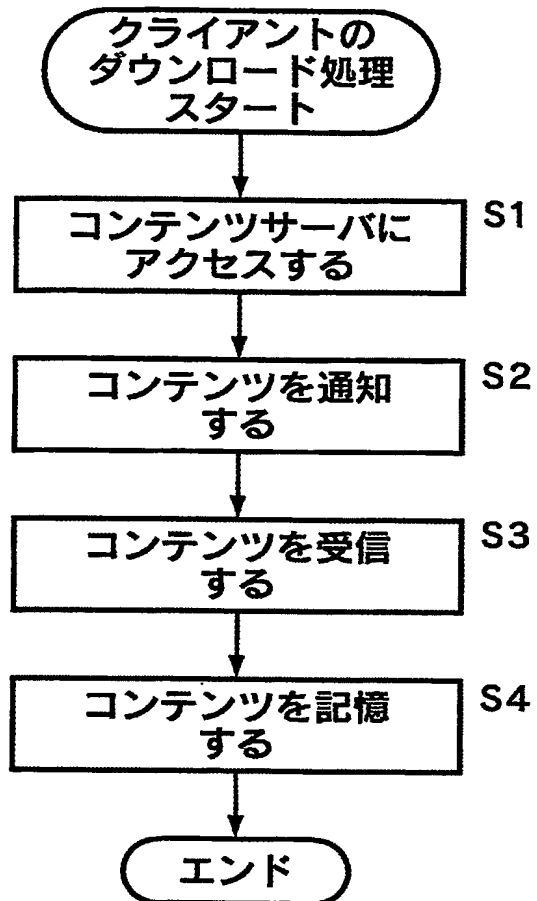 クライアントの
ダウンロード処理
スタート
コンテンツサーバに
アクセスする
S1
コンテンツを通知
する
S2
コンテンツを受信
する
S3
コンテンツを記憶
する
S4
エンド